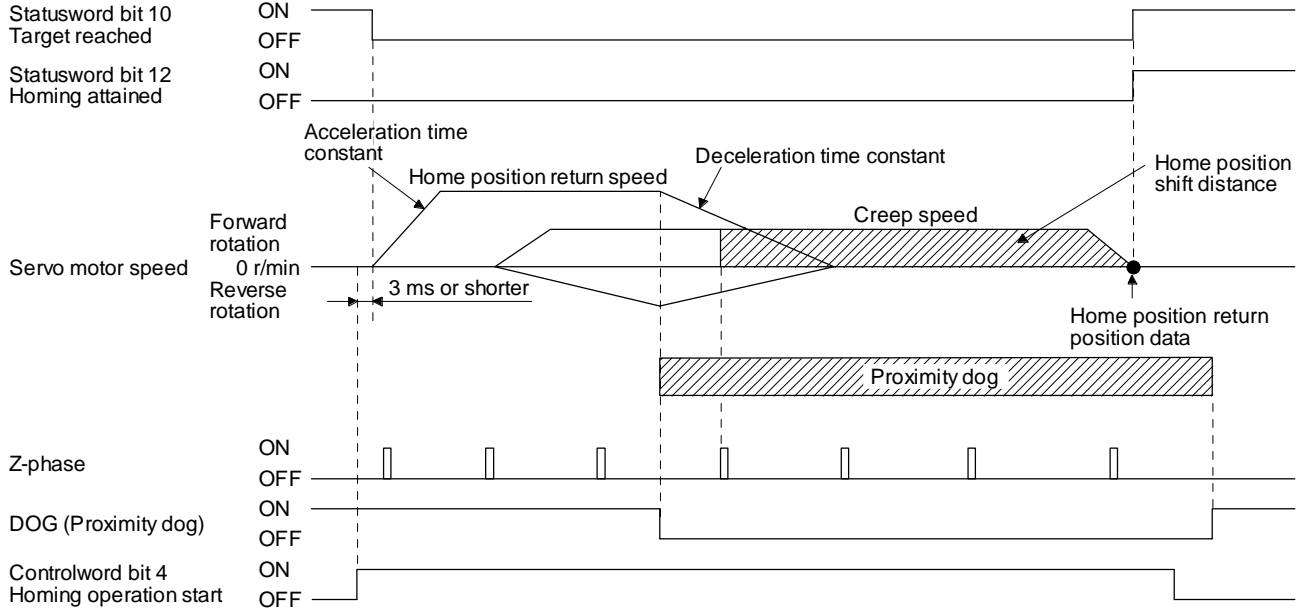 Statusword bit 10
Target reached
ON
OFF
Statusword bit 12
Homing attained
ON
OFF
Acceleration time
constant
Home position return speed
Deceleration time constant
Home position
shift distance
Creep speed
Forward
rotation
Servo motor speed
0 r/min
Reverse
rotation
3 ms or shorter
Home position return
position data
Proximity dog
Z-phase
ON
OFF
DOG (Proximity dog)
ON
OFF
Controlword bit 4
Homing operation start
ON
OFF